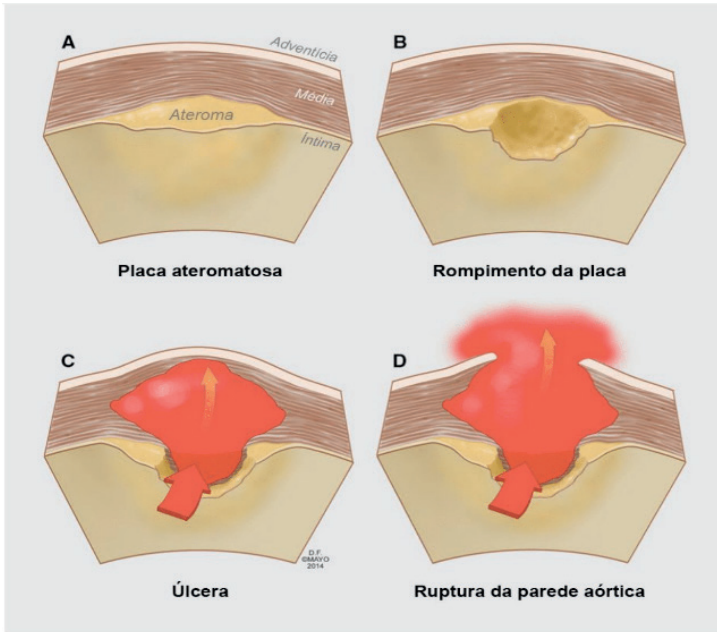 A
Adventícia
Média
Ateroma
Íntima
Placa ateromatosa
B
Rompimento da placa
C
D.F.
©MAYO
2014
Úlcera
D
Ruptura da parede aórtica